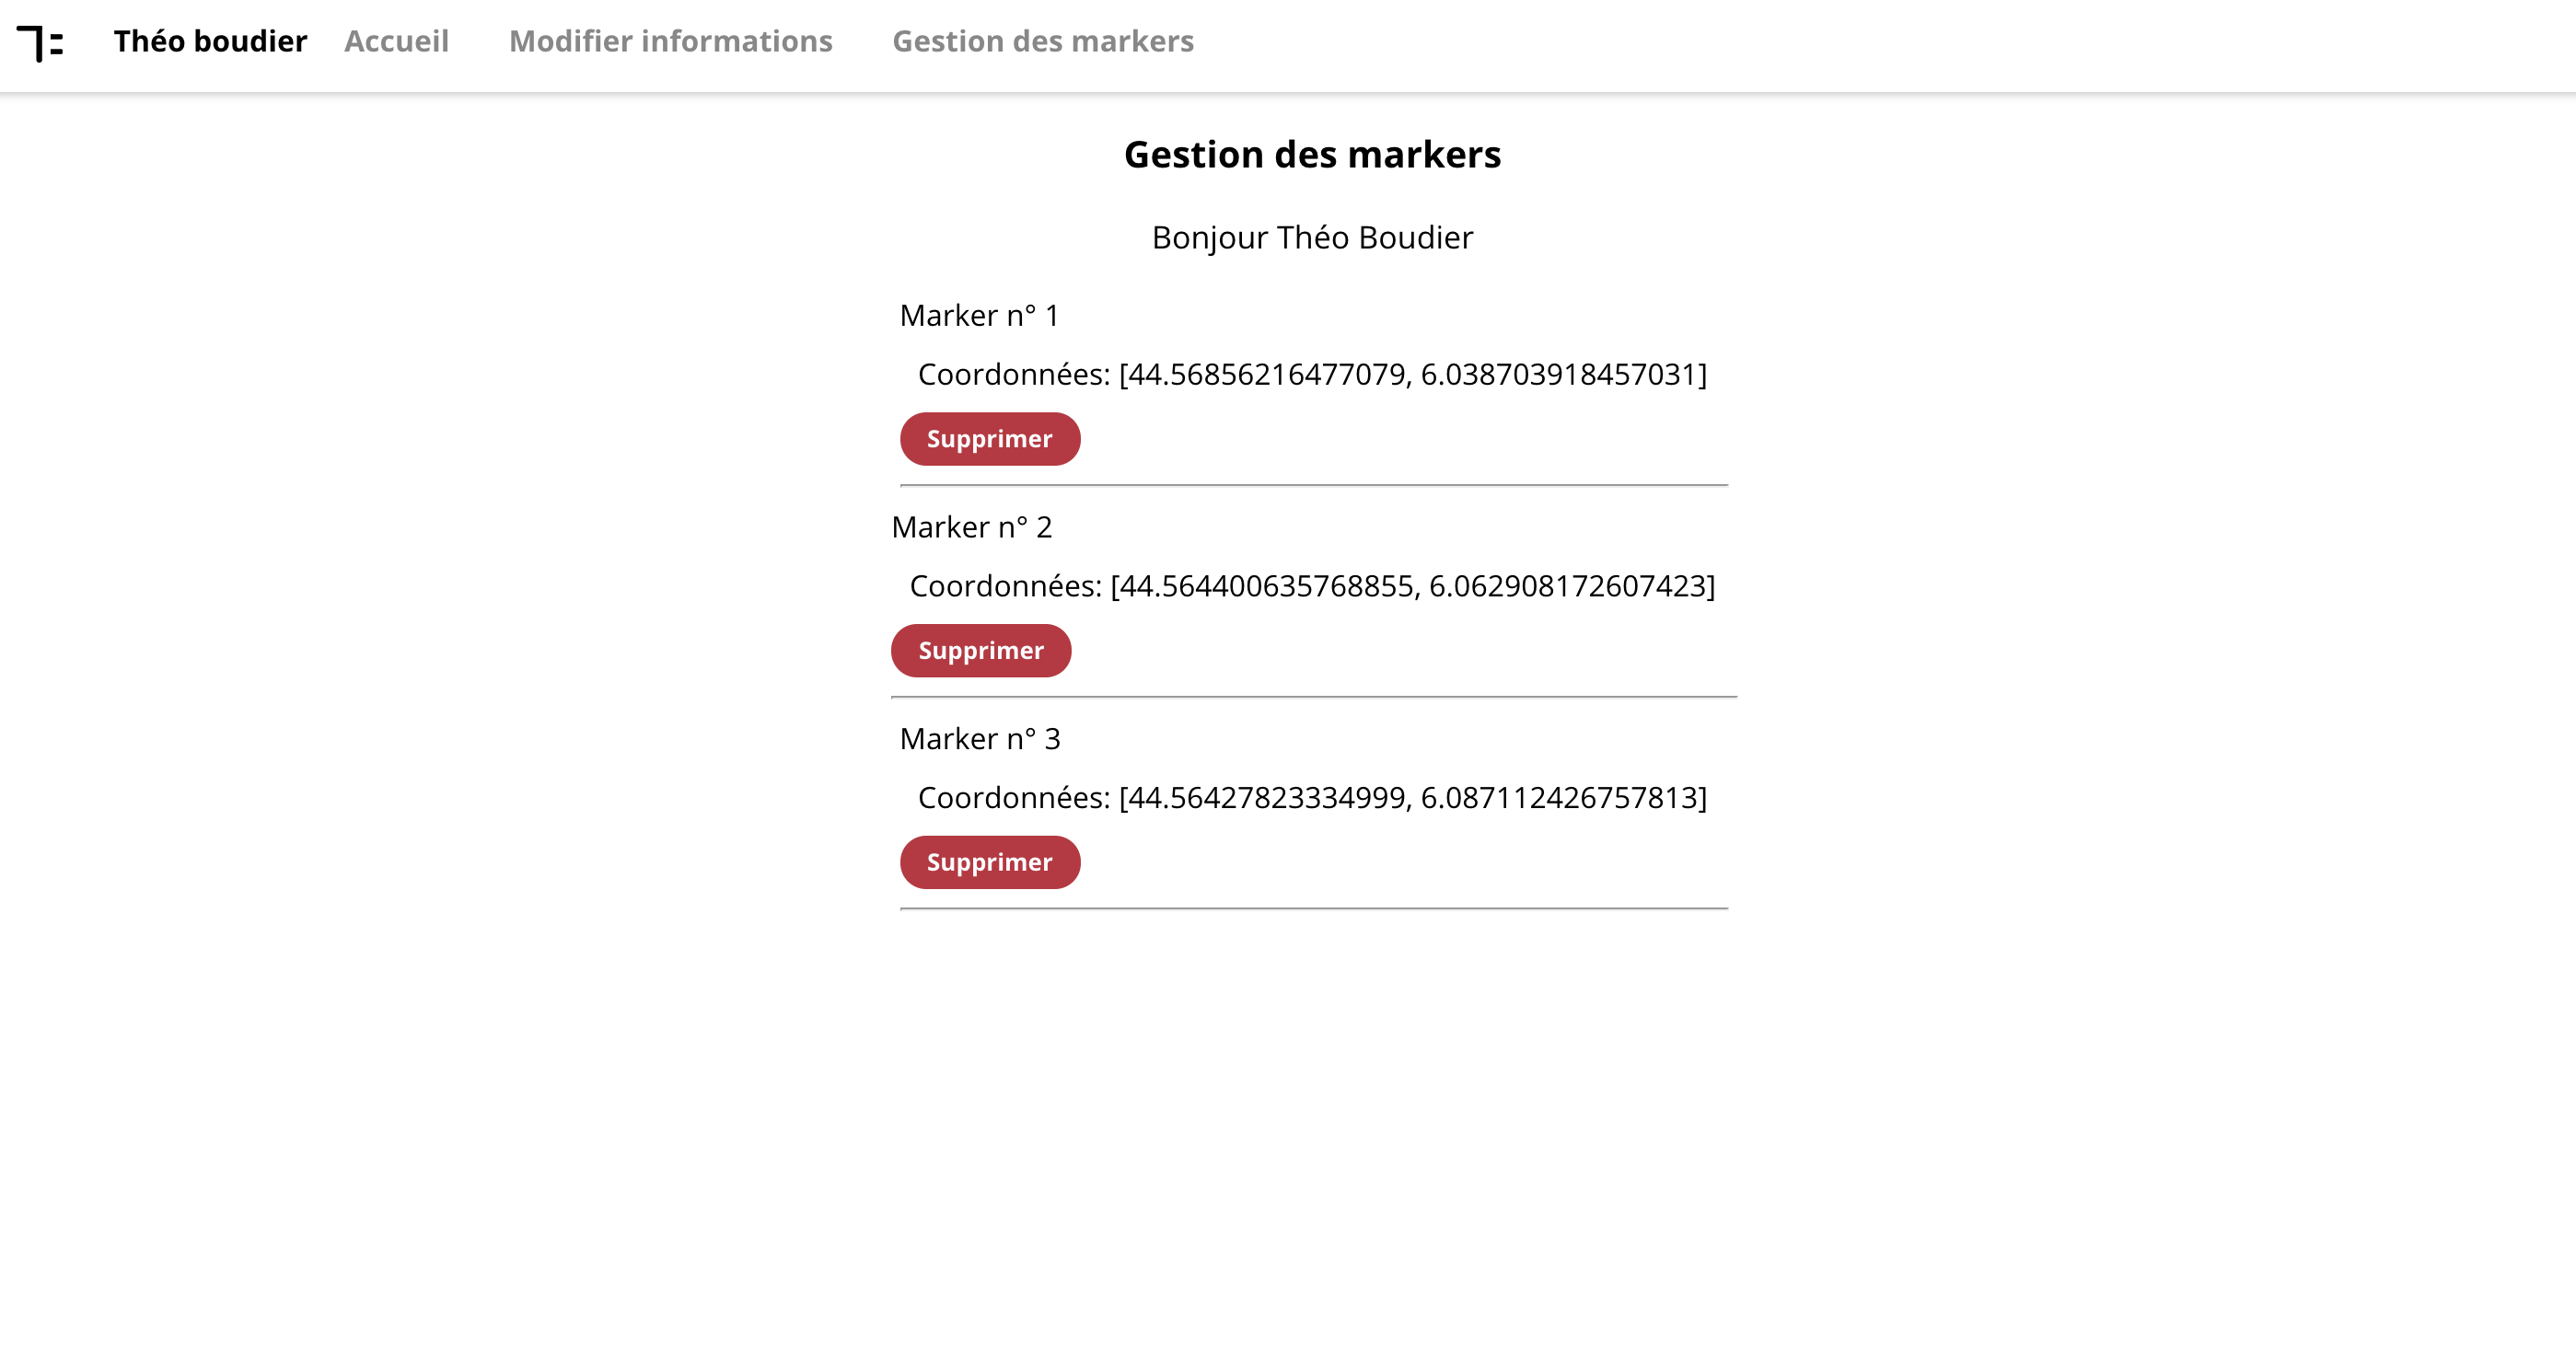 Théo boudier Accueil Modifier informations Gestion des markers
Gestion des markers
Bonjour Théo Boudier
Marker n° 1
Coordonnées: [44.56856216477079, 6.038703918457031]
Supprimer
Marker n° 2
Coordonnées: [44.564400635768855, 6.062908172607423]
Supprimer
Marker n° 3
Coordonnées: [44.56427823334999, 6.087112426757813]
Supprimer